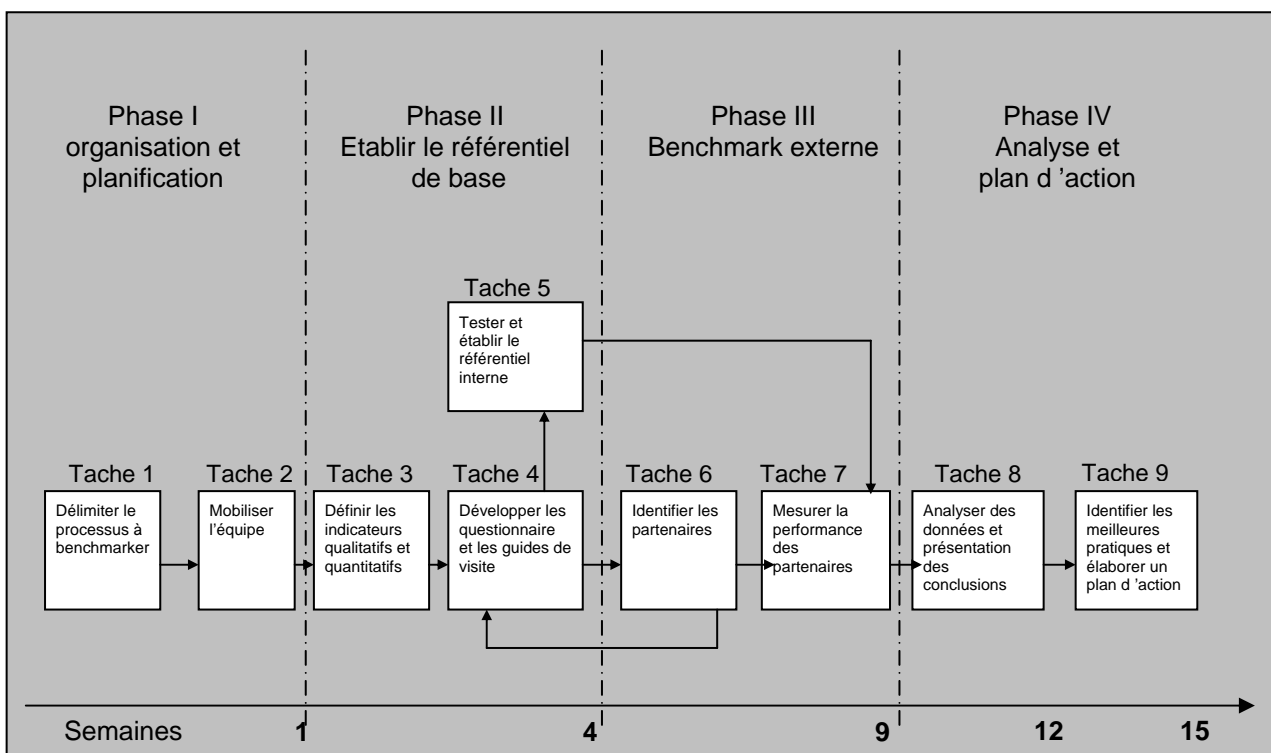 Phase I
organisation et
planification
Phase II
Etablir le référentiel
de base
Phase III
Benchmark externe
Phase IV
Analyse et
plan d ’action
Tache 5
Tester et
établir le
référentiel
interne
Tache 1
Délimiter le
processus à
benchmarker
Tache 2
Mobiliser
l’équipe
Tache 3
Définir les
indicateurs
qualitatifs et
quantitatifs
Tache 4
Développer les
questionnaire
et les guides de
visite
Tache 6
Identifier les
partenaires
Tache 7
Mesurer la
performance
des
partenaires
Tache 8
Analyser des
données et
présentation
des
conclusions
Tache 9
Identifier les
meilleures
pratiques et
élaborer un
plan d ’action
Semaines 1 4 9 12 15